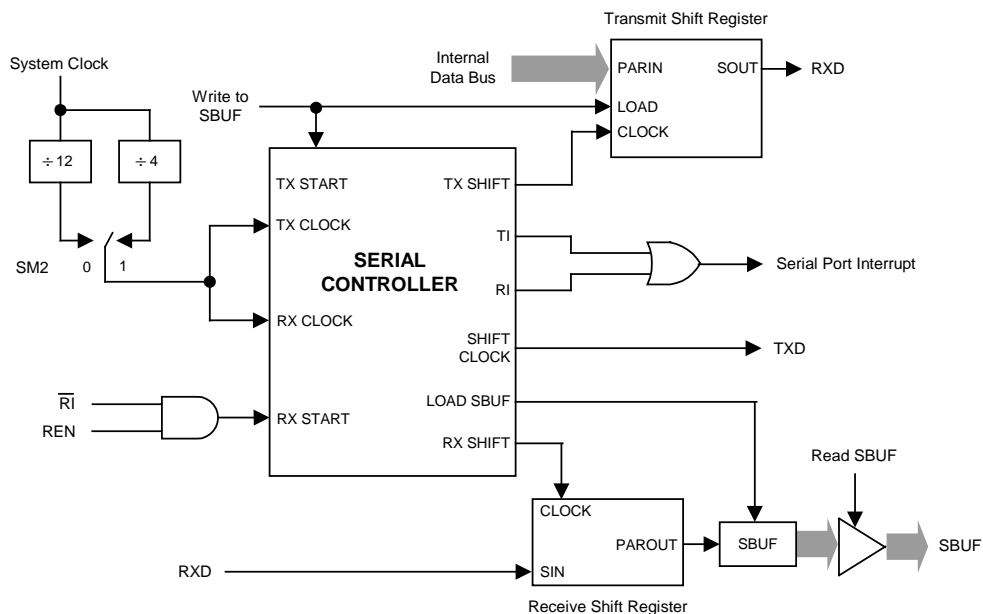 Transmit Shift Register
System Clock
Internal
Data Bus
PARIN
SOUT
RXD
Write to
SBUF
LOAD
CLOCK
÷ 12
÷ 4
TX START
TX SHIFT
TX CLOCK
TI
SM2
0
1
SERIAL
CONTROLLER
Serial Port Interrupt
RI
RX CLOCK
SHIFT
CLOCK
TXD
R̅I̅
REN
RX START
LOAD SBUF
RX SHIFT
Read SBUF
CLOCK
PAROUT
SBUF
SBUF
RXD
SIN
Receive Shift Register